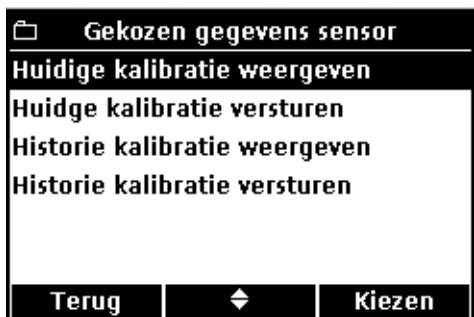 Gekozen gegevens sensor
Huidige kalibratie weergeven
Huidge kalibratie versturen
Historie kalibratie weergeven
Historie kalibratie versturen
Terug Kiezen